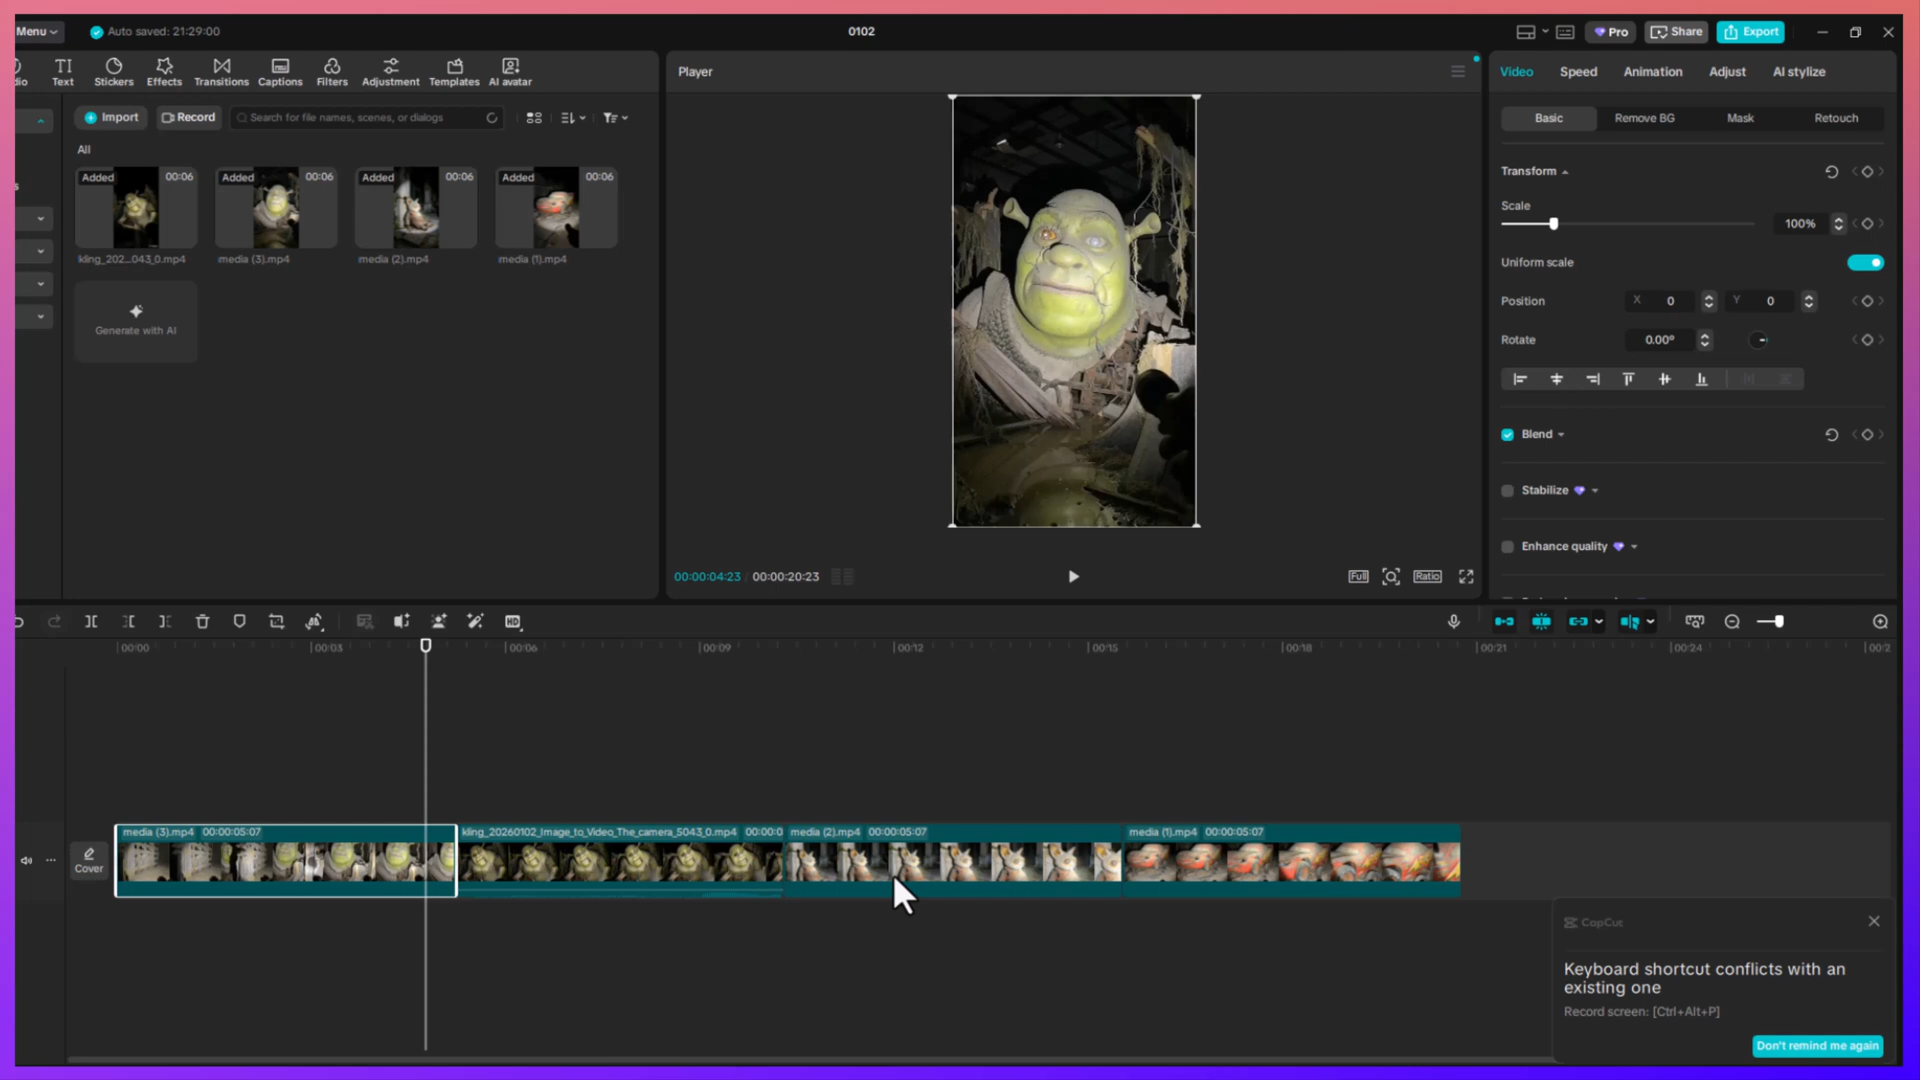 Menu
Auto saved: 21:29:00
0102
Pro
Share
Export
dio
Text
Stickers
Effects
Transitions
Captions
Filters
Adjustment
Templates
AI avatar
Import
Record
Search for file names, scenes, or dialogs
All
Added 00:06
Added 00:06
Added 00:06
Added 00:06
s
kling_202...043_0.mp4
media (3).mp4
media (2).mp4
media (1).mp4
Generate with AI
Player
00:00:04:23 / 00:00:20:23
Full
Ratio
Video
Speed
Animation
Adjust
AI stylize
Basic
Remove BG
Mask
Retouch
Transform
Scale
100%
Uniform scale
Position
X 0
Y 0
Rotate
0.00°
Blend
Stabilize
Enhance quality
HD
00:00
00:03
00:06
00:09
00:12
00:15
00:18
00:21
00:24
00:2
Cover
media (3).mp4 00:00:05:07
kling_20260102_Image_to_Video_The_camera_5043_0.mp4 00:00:0
media (2).mp4 00:00:05:07
media (1).mp4 00:00:05:07
CapCut
Keyboard shortcut conflicts with an
existing one
Record screen: [Ctrl+Alt+P]
Don't remind me again